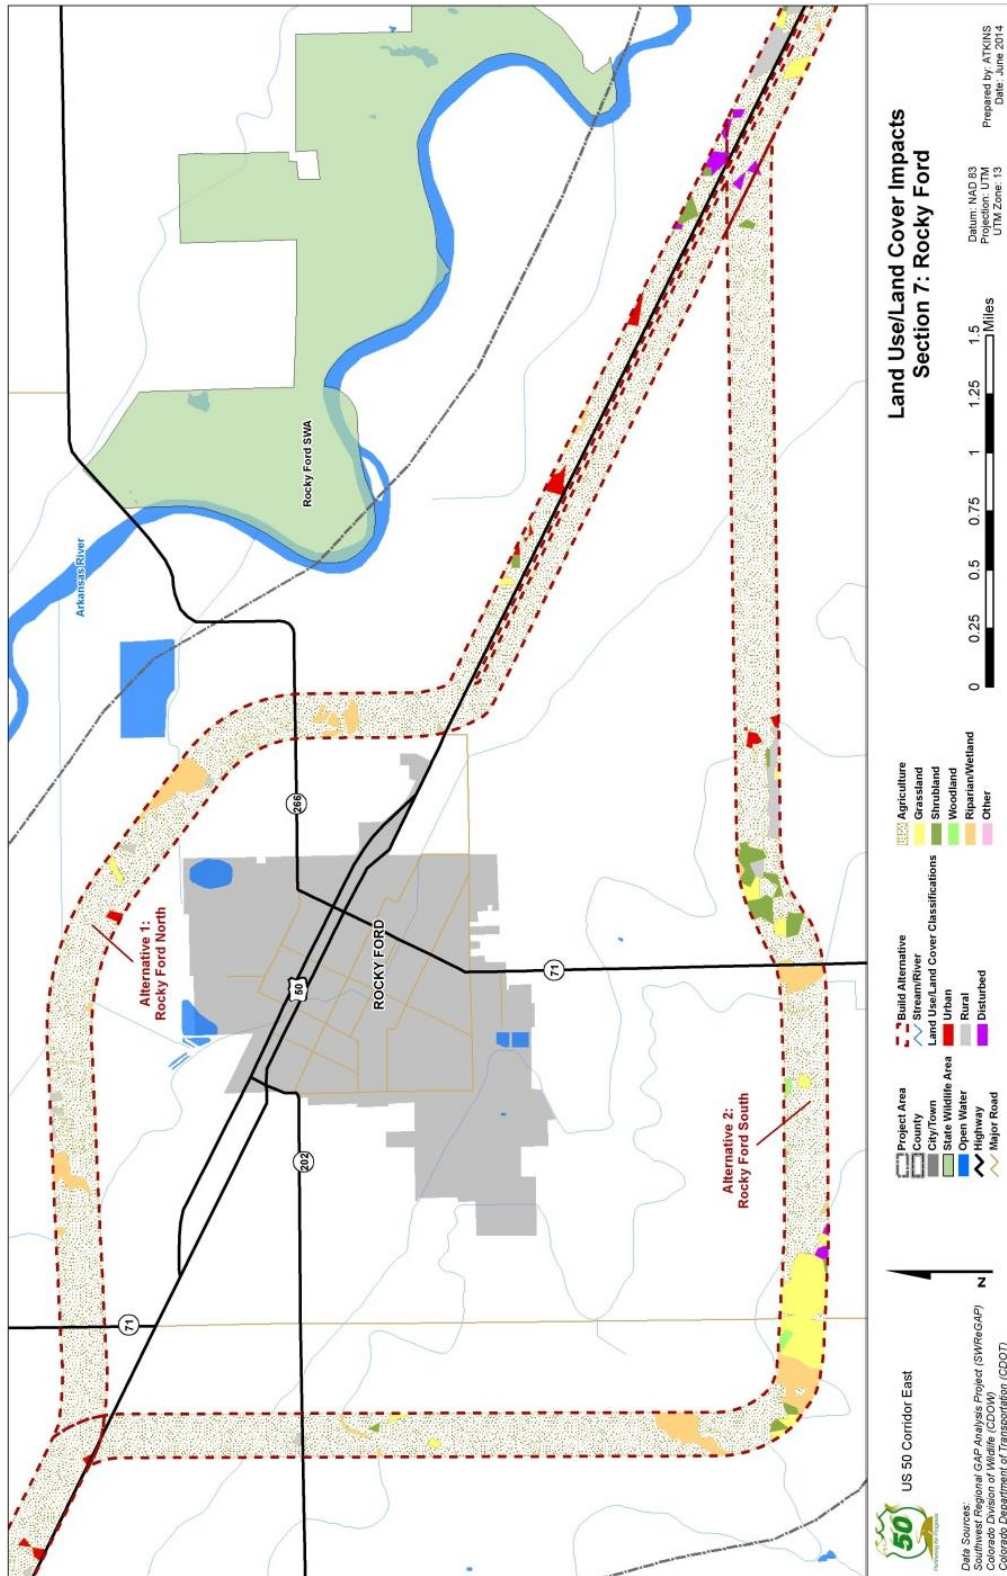 Arkansas River
Rocky Ford SWA
266
Alternative 1:
Rocky Ford North
50
ROCKY FORD
71
202
71
Alternative 2:
Rocky Ford South
50
US 50 Corridor East
Data Sources:
Southwest Regional GAP Analysis Project (SWReGAP)
Colorado Division of Wildlife (CDOW)
Colorado Department of Transportation (CDOT)
N
Project Area
County
City/Town
State Wildlife Area
Open Water
Highway
Major Road
Build Alternative
Stream/River
Land Use/Land Cover Classifications
Urban
Rural
Disturbed
Agriculture
Grassland
Shrubland
Woodland
Riparian/Wetland
Other
Land Use/Land Cover Impacts
Section 7: Rocky Ford
0 0.25 0.5 0.75 1 1.25 1.5
Miles
Datum: NAD 83
Projection: UTM
UTM Zone: 13
Prepared by: ATKINS
Date: June 2014